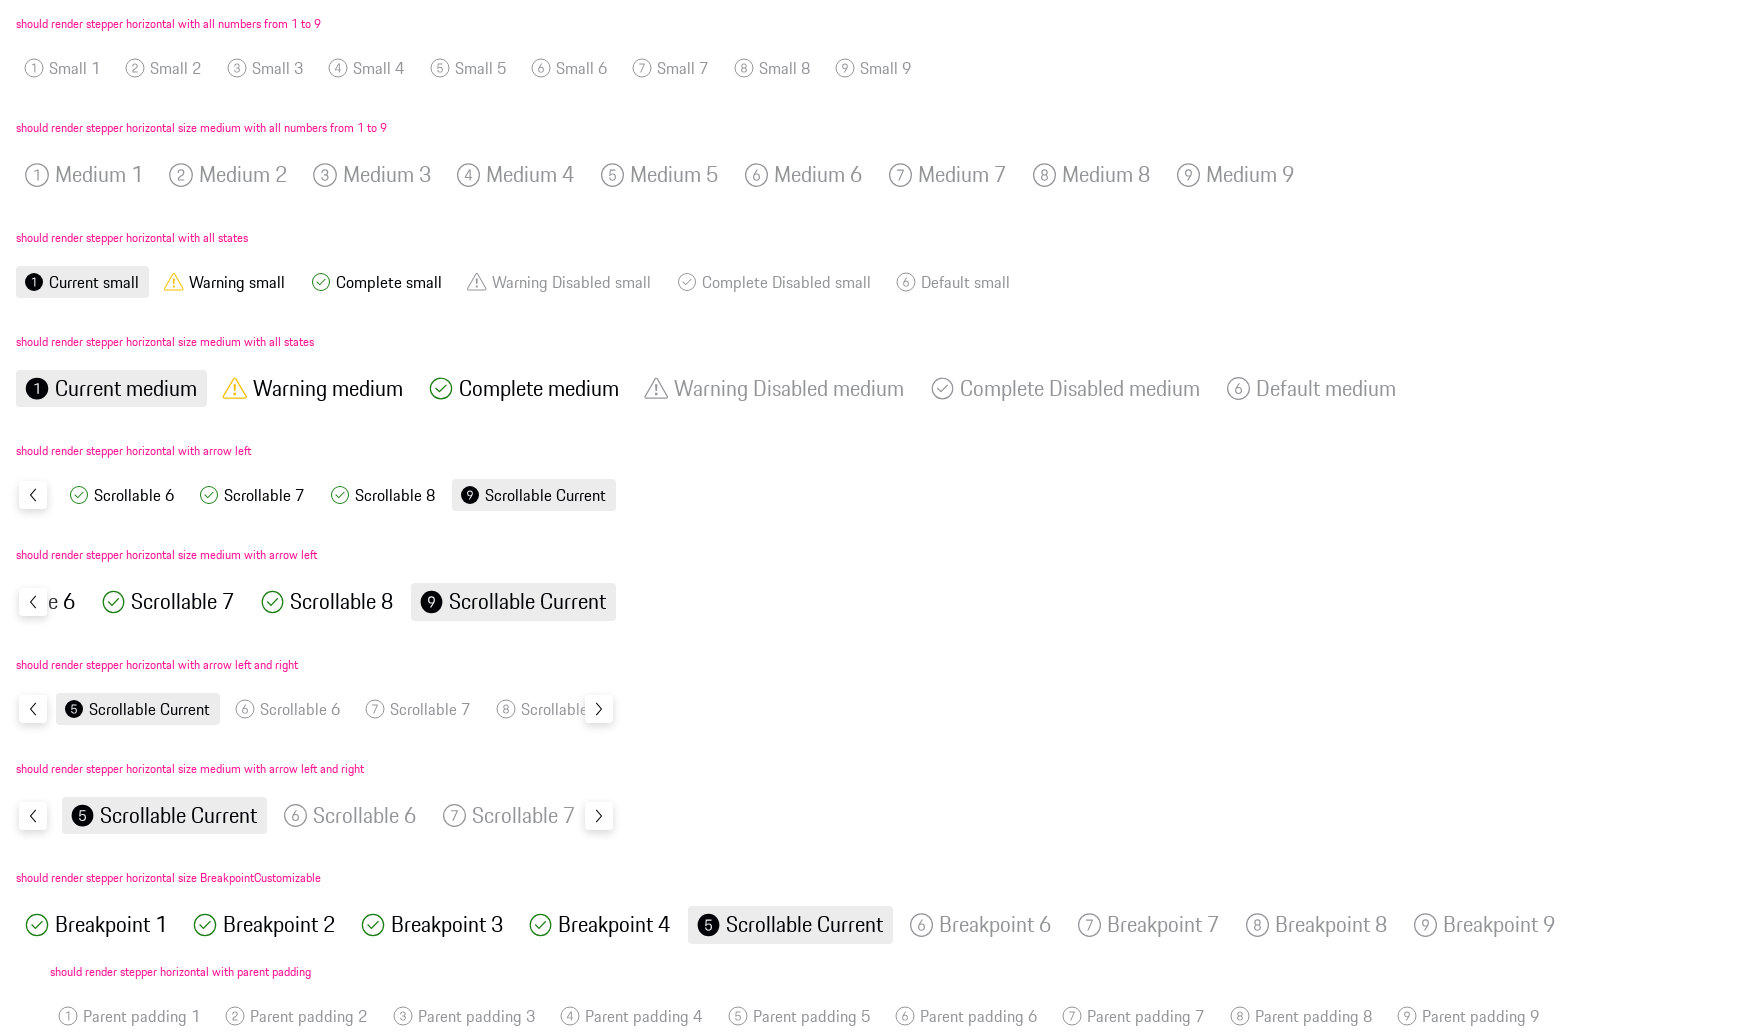 should render stepper horizontal with all numbers from 1 to 9
1 Small 1 2 Small 2 3 Small 3 4 Small 4 5 Small 5 6 Small 6 7 Small 7 8 Small 8 9 Small 9
should render stepper horizontal size medium with all numbers from 1 to 9
1 Medium 1 2 Medium 2 3 Medium 3 4 Medium 4 5 Medium 5 6 Medium 6 7 Medium 7 8 Medium 8 9 Medium 9
should render stepper horizontal with all states
1 Current small Warning small Complete small Warning Disabled small Complete Disabled small 6 Default small
should render stepper horizontal size medium with all states
1 Current medium Warning medium Complete medium Warning Disabled medium Complete Disabled medium 6 Default medium
should render stepper horizontal with arrow left
Scrollable 6 Scrollable 7 Scrollable 8 9 Scrollable Current
should render stepper horizontal size medium with arrow left
e 6 Scrollable 7 Scrollable 8 9 Scrollable Current
should render stepper horizontal with arrow left and right
5 Scrollable Current 6 Scrollable 6 7 Scrollable 7 8 Scrollable
should render stepper horizontal size medium with arrow left and right
5 Scrollable Current 6 Scrollable 6 7 Scrollable 7
should render stepper horizontal size BreakpointCustomizable
Breakpoint 1 Breakpoint 2 Breakpoint 3 Breakpoint 4 5 Scrollable Current 6 Breakpoint 6 7 Breakpoint 7 8 Breakpoint 8 9 Breakpoint 9
should render stepper horizontal with parent padding
1 Parent padding 1 2 Parent padding 2 3 Parent padding 3 4 Parent padding 4 5 Parent padding 5 6 Parent padding 6 7 Parent padding 7 8 Parent padding 8 9 Parent padding 9